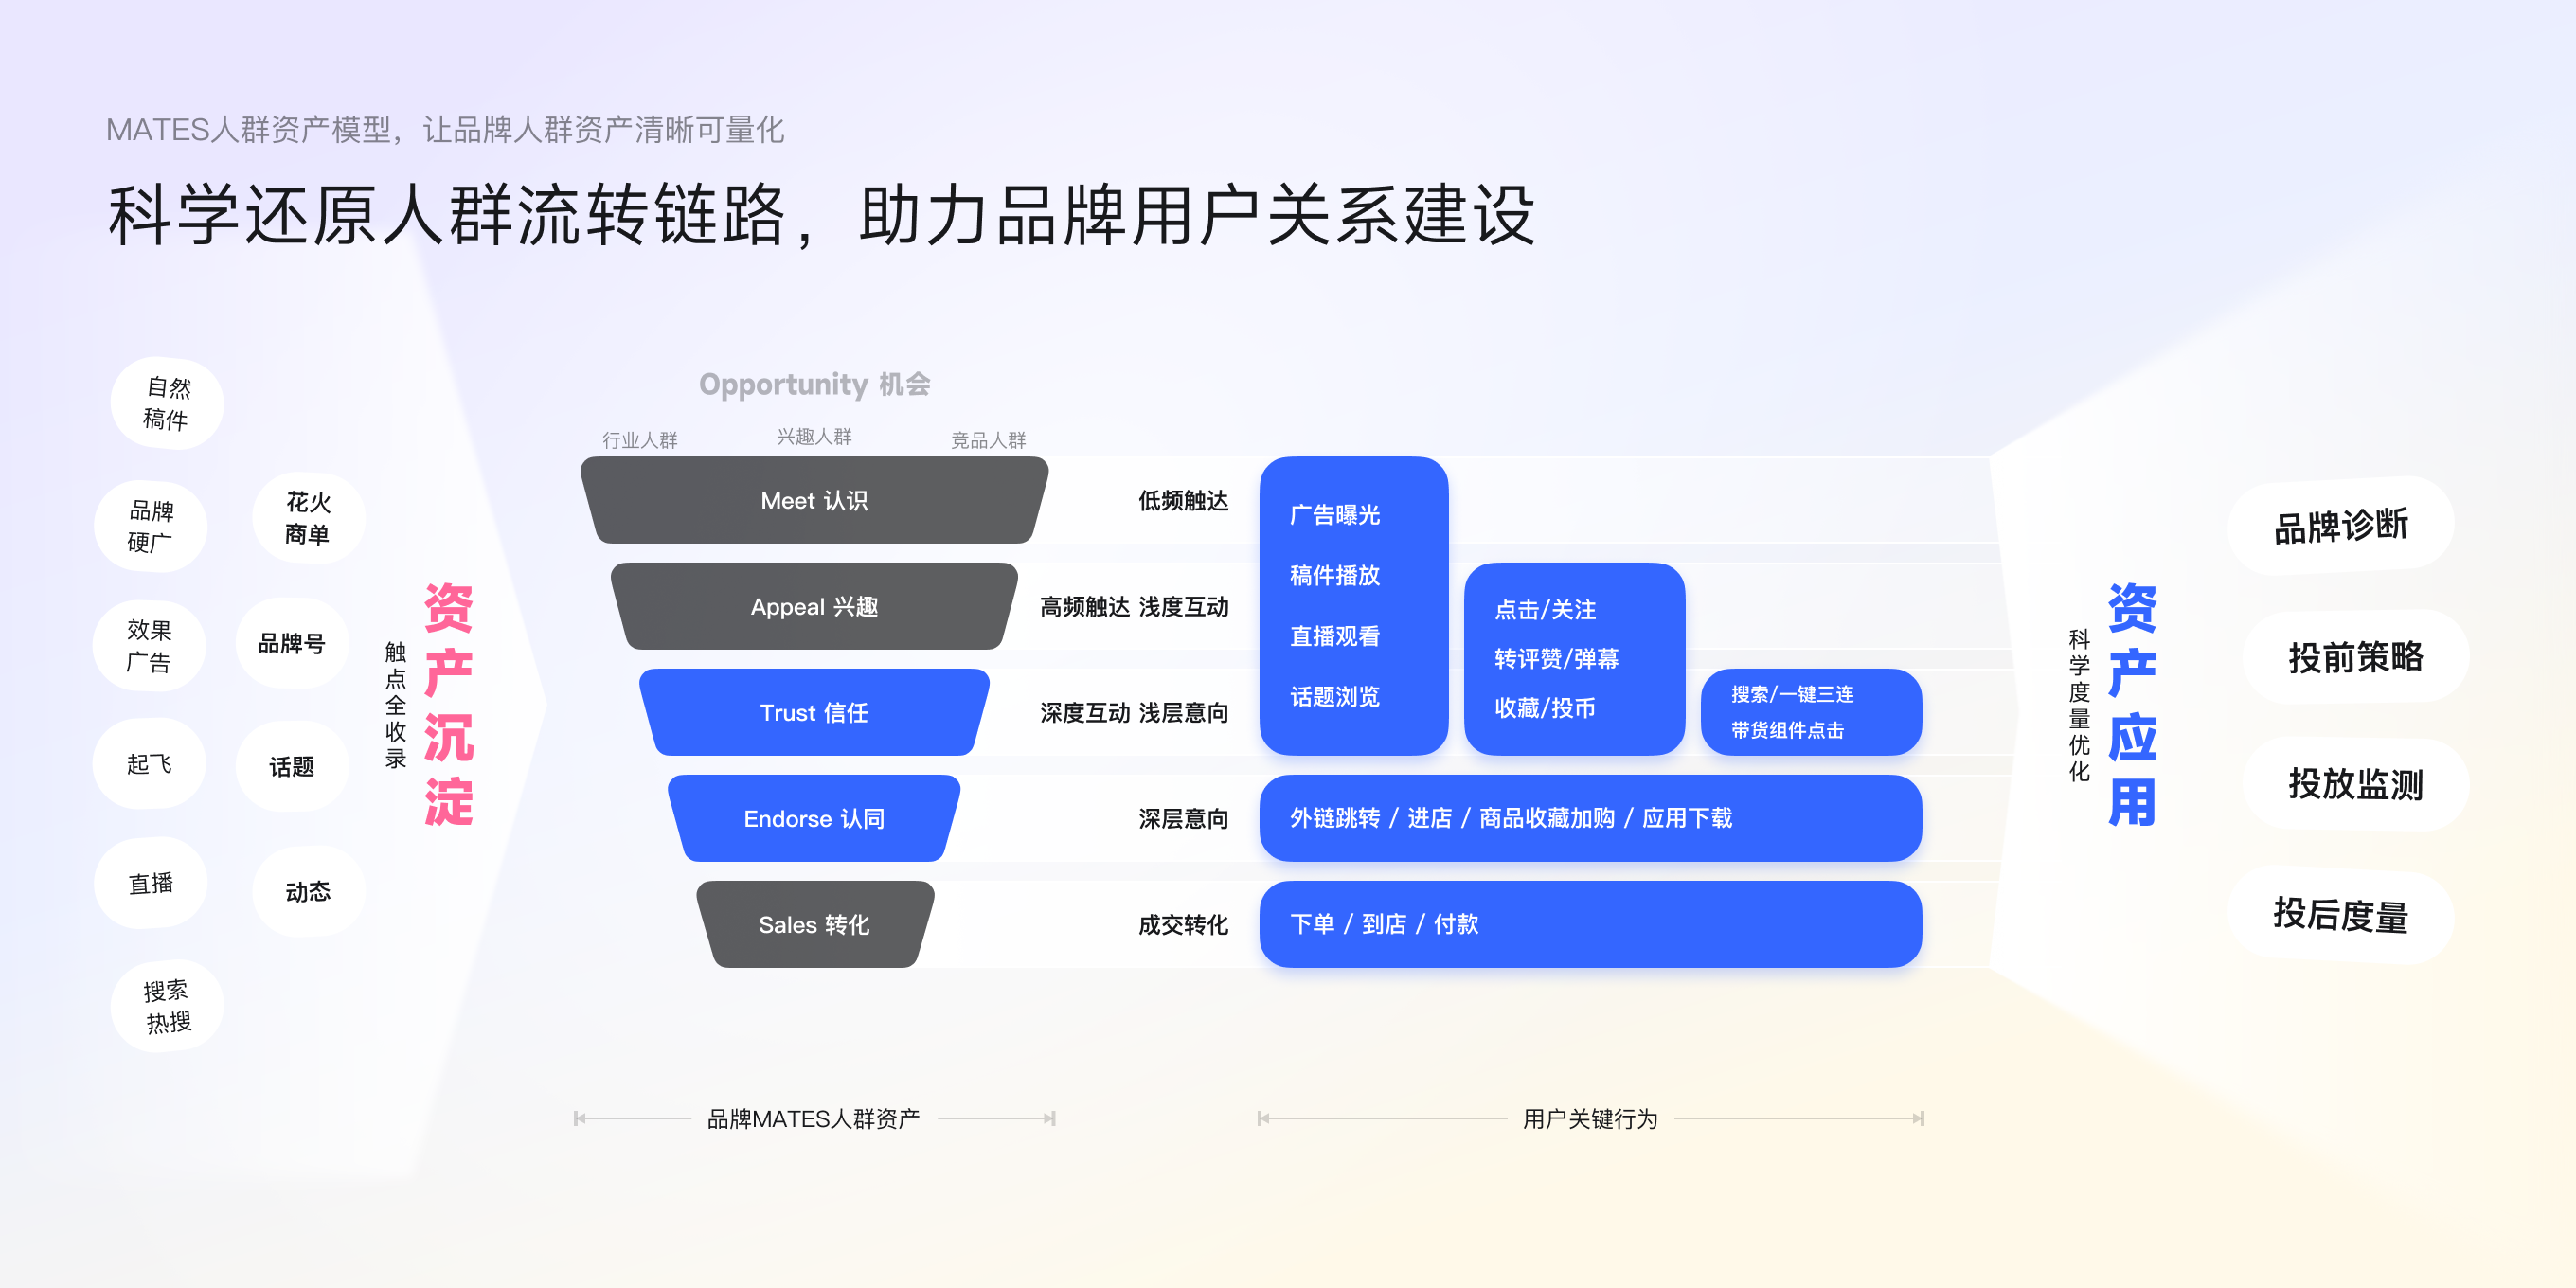 MATES人群资产模型，让品牌人群资产清晰可量化
科学还原人群流转链路，助力品牌用户关系建设
自然
稿件
品牌
硬广
效果
广告
起飞
直播
搜索
热搜
花火
商单
品牌号
话题
动态
触点全收录
资产沉淀
Opportunity 机会
行业人群
兴趣人群
竞品人群
Meet 认识
低频触达
Appeal 兴趣
高频触达 浅度互动
Trust 信任
深度互动 浅层意向
Endorse 认同
深层意向
Sales 转化
成交转化
广告曝光
稿件播放
直播观看
话题浏览
点击/关注
转评赞/弹幕
收藏/投币
搜索/一键三连
带货组件点击
外链跳转 / 进店 / 商品收藏加购 / 应用下载
下单 / 到店 / 付款
品牌MATES人群资产
用户关键行为
科学度量优化
资产应用
品牌诊断
投前策略
投放监测
投后度量